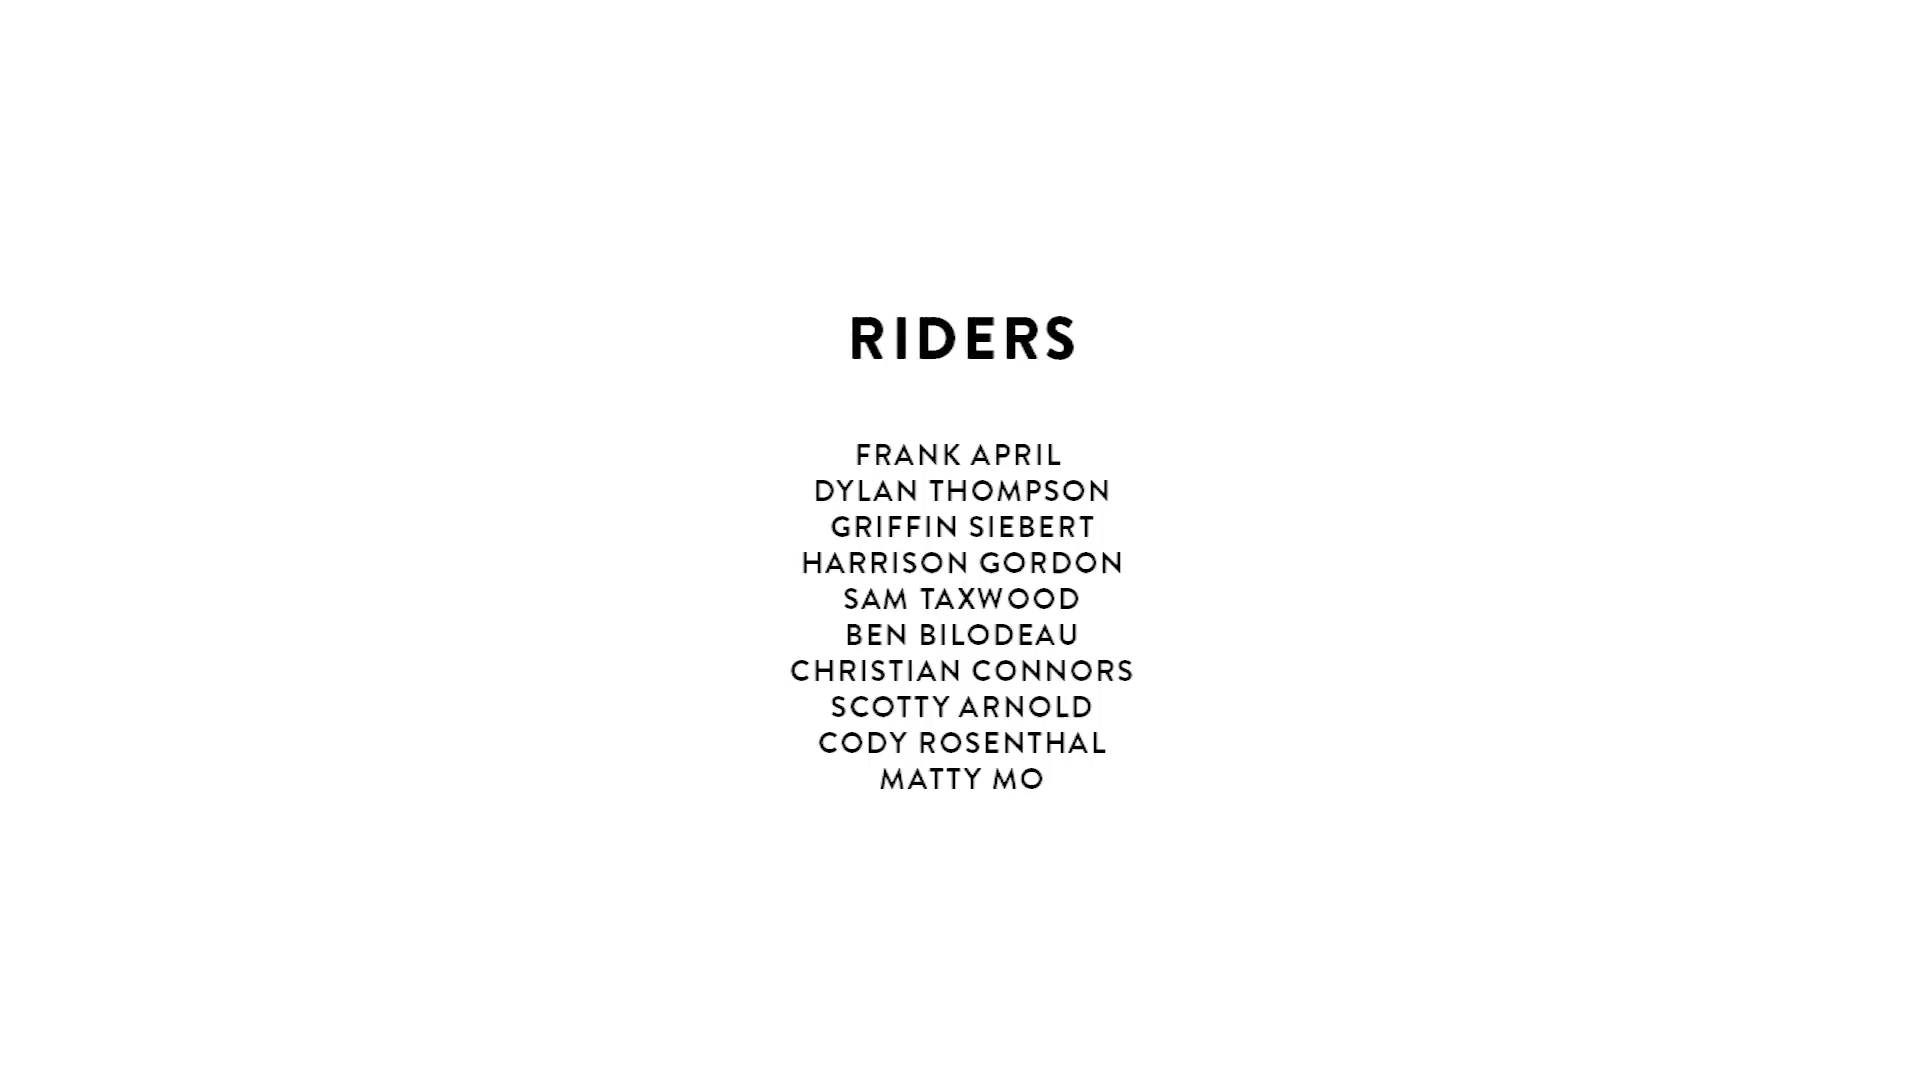 RIDERS
FRANK APRIL
DYLAN THOMPSON
GRIFFIN SIEBERT
HARRISON GORDON
SAM TAXWOOD
BEN BILODEAU
CHRISTIAN CONNORS
SCOTTY ARNOLD
CODY ROSENTHAL
MATTY MO